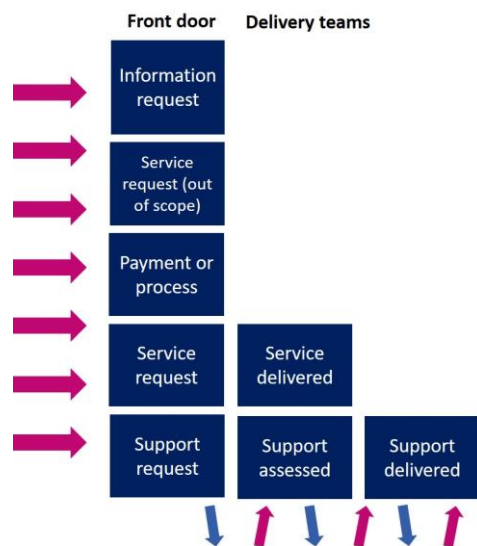 Front door
Delivery teams
Information
request
Service
request (out
of scope)
Payment or
process
Service
request
Service
delivered
Support
request
Support
assessed
Support
delivered